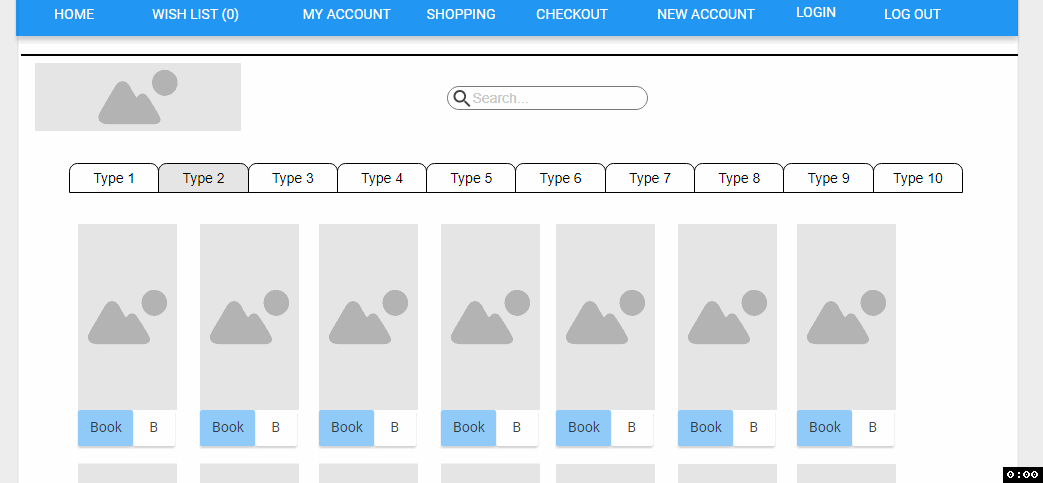 HOME WISH LIST (0) MY ACCOUNT SHOPPING CHECKOUT NEW ACCOUNT LOGIN LOG OUT
Search...
Type 1 Type 2 Type 3 Type 4 Type 5 Type 6 Type 7 Type 8 Type 9 Type 10
Book B Book B Book B Book B Book B Book B Book B
0:00